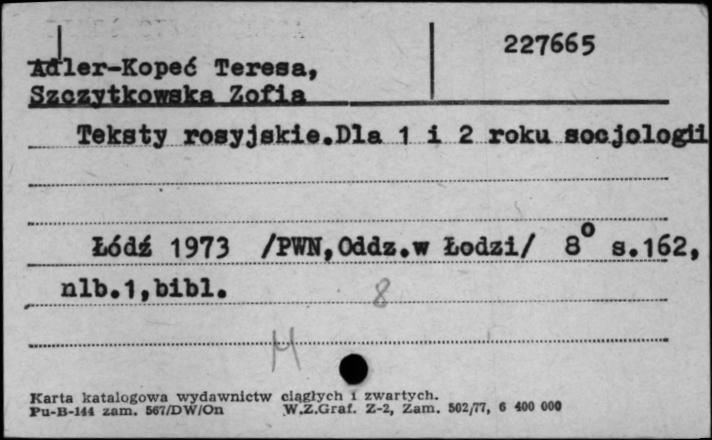 227665
Adler-Kopeć Teresa,
Szczytkowska Zofia
Teksty rosyjskie.Dla 1 i 2 roku socjologii
Łódź 1973 /PWN,Oddz.w Łodzi/ 8° s.162,
nlb.1,bibl.
8
M
Karta katalogowa wydawnictw ciągłych i zwartych.
Pu-B-144 zam. 567/DW/On W.Z.Graf. Z-2, Zam. 502/77, 6 400 000